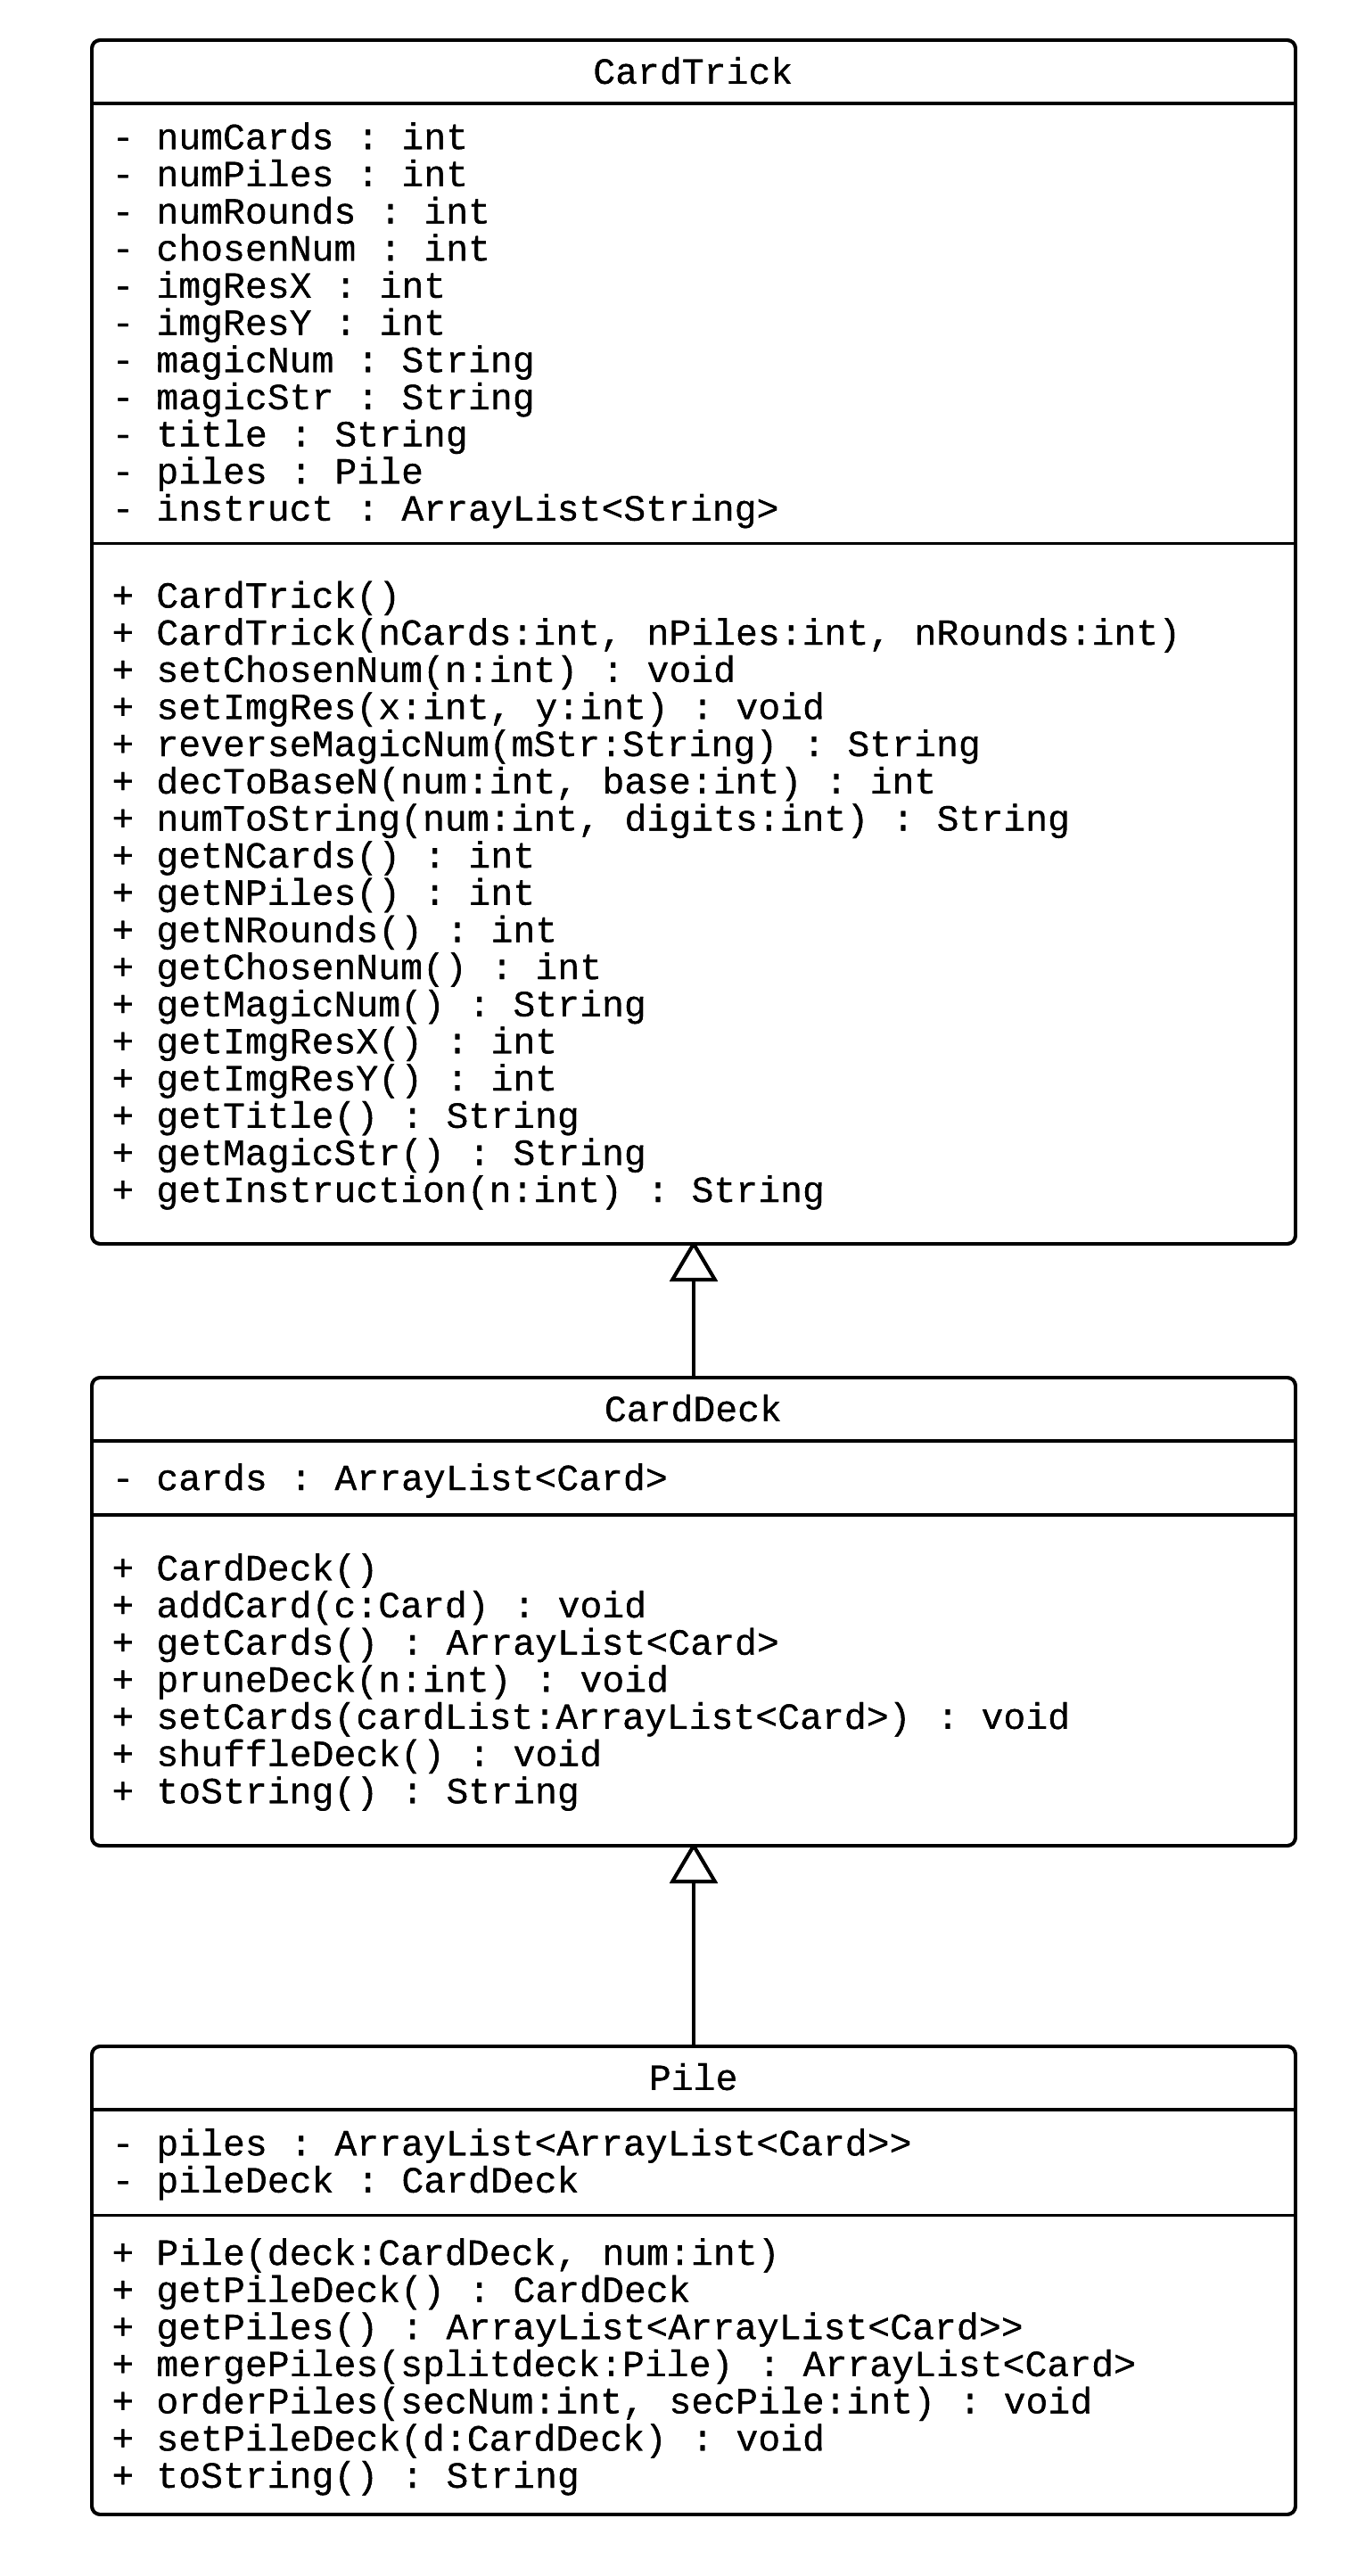 CardTrick
- numCards : int
- numPiles : int
- numRounds : int
- chosenNum : int
- imgResX : int
- imgResY : int
- magicNum : String
- magicStr : String
- title : String
- piles : Pile
- instruct : ArrayList<String>
+ CardTrick()
+ CardTrick(nCards:int, nPiles:int, nRounds:int)
+ setChosenNum(n:int) : void
+ setImgRes(x:int, y:int) : void
+ reverseMagicNum(mStr:String) : String
+ decToBaseN(num:int, base:int) : int
+ numToString(num:int, digits:int) : String
+ getNCards() : int
+ getNPiles() : int
+ getNRounds() : int
+ getChosenNum() : int
+ getMagicNum() : String
+ getImgResX() : int
+ getImgResY() : int
+ getTitle() : String
+ getMagicStr() : String
+ getInstruction(n:int) : String
CardDeck
- cards : ArrayList<Card>
+ CardDeck()
+ addCard(c:Card) : void
+ getCards() : ArrayList<Card>
+ pruneDeck(n:int) : void
+ setCards(cardList:ArrayList<Card>) : void
+ shuffleDeck() : void
+ toString() : String
Pile
- piles : ArrayList<ArrayList<Card>>
- pileDeck : CardDeck
+ Pile(deck:CardDeck, num:int)
+ getPileDeck() : CardDeck
+ getPiles() : ArrayList<ArrayList<Card>>
+ mergePiles(splitdeck:Pile) : ArrayList<Card>
+ orderPiles(secNum:int, secPile:int) : void
+ setPileDeck(d:CardDeck) : void
+ toString() : String